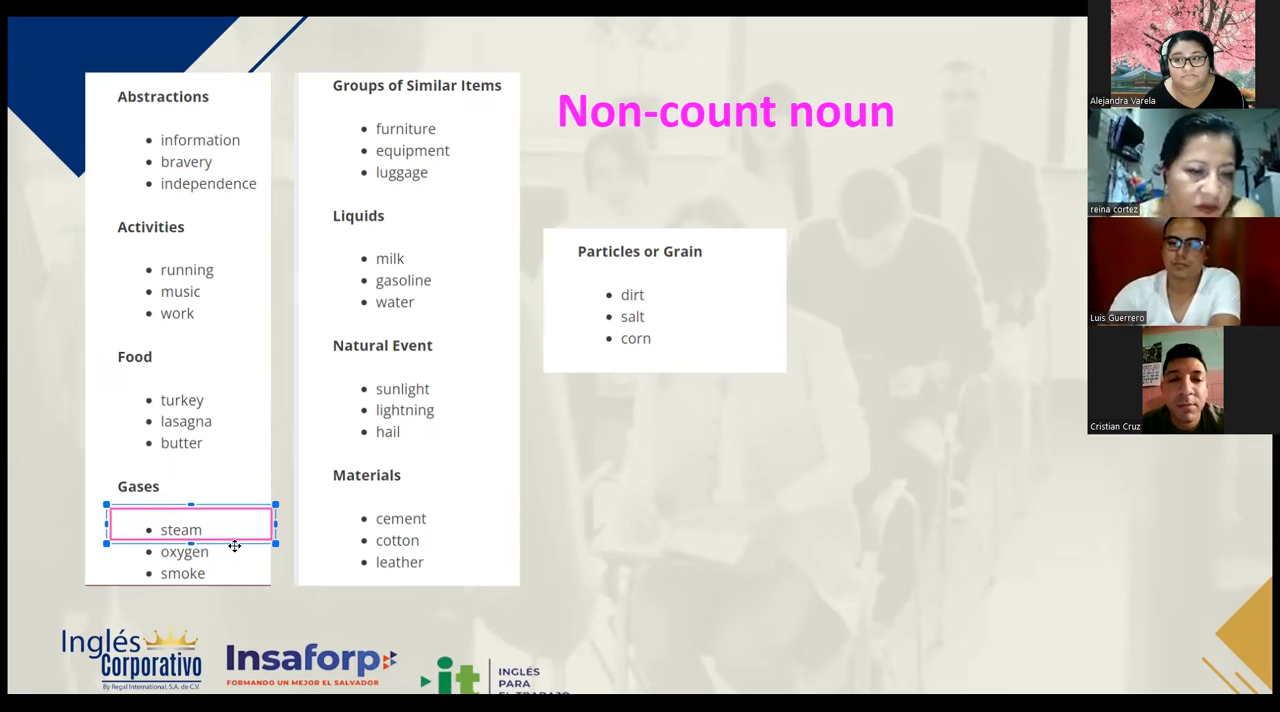 Abstractions
information
bravery
independence
Activities
running
music
work
Food
turkey
lasagna
butter
Gases
steam
oxygen
smoke
Groups of Similar Items
furniture
equipment
luggage
Liquids
milk
gasoline
water
Natural Event
sunlight
lightning
hail
Materials
cement
cotton
leather
Non-count noun
Particles or Grain
dirt
salt
corn
Alejandra Varela
reina cortez
Luis Guerrero
Cristian Cruz
Inglés
Corporativo
By Regal International, S.A. de C.V.
Insaforp
FORMANDO UN MEJOR EL SALVADOR
it
INGLÉS
PARA
EL TRABAJO